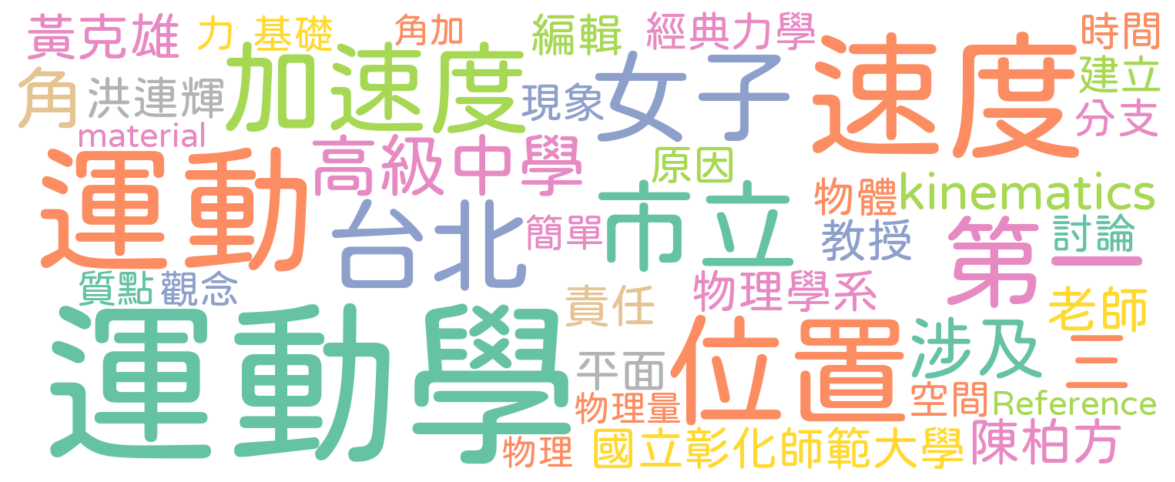 黃克雄
力
基礎
角加
編輯
經典力學
時間
角
洪連輝
加速度
現象
女子
速度
建立
分支
material
運動
高級中學
原因
物體
kinematics
台北
簡單
市立
教授
第一
討論
質點
觀念
責任
物理學系
老師
運動學
平面
位置
涉及
三
物理量
空間
Reference
物理
國立彰化師範大學
陳柏方